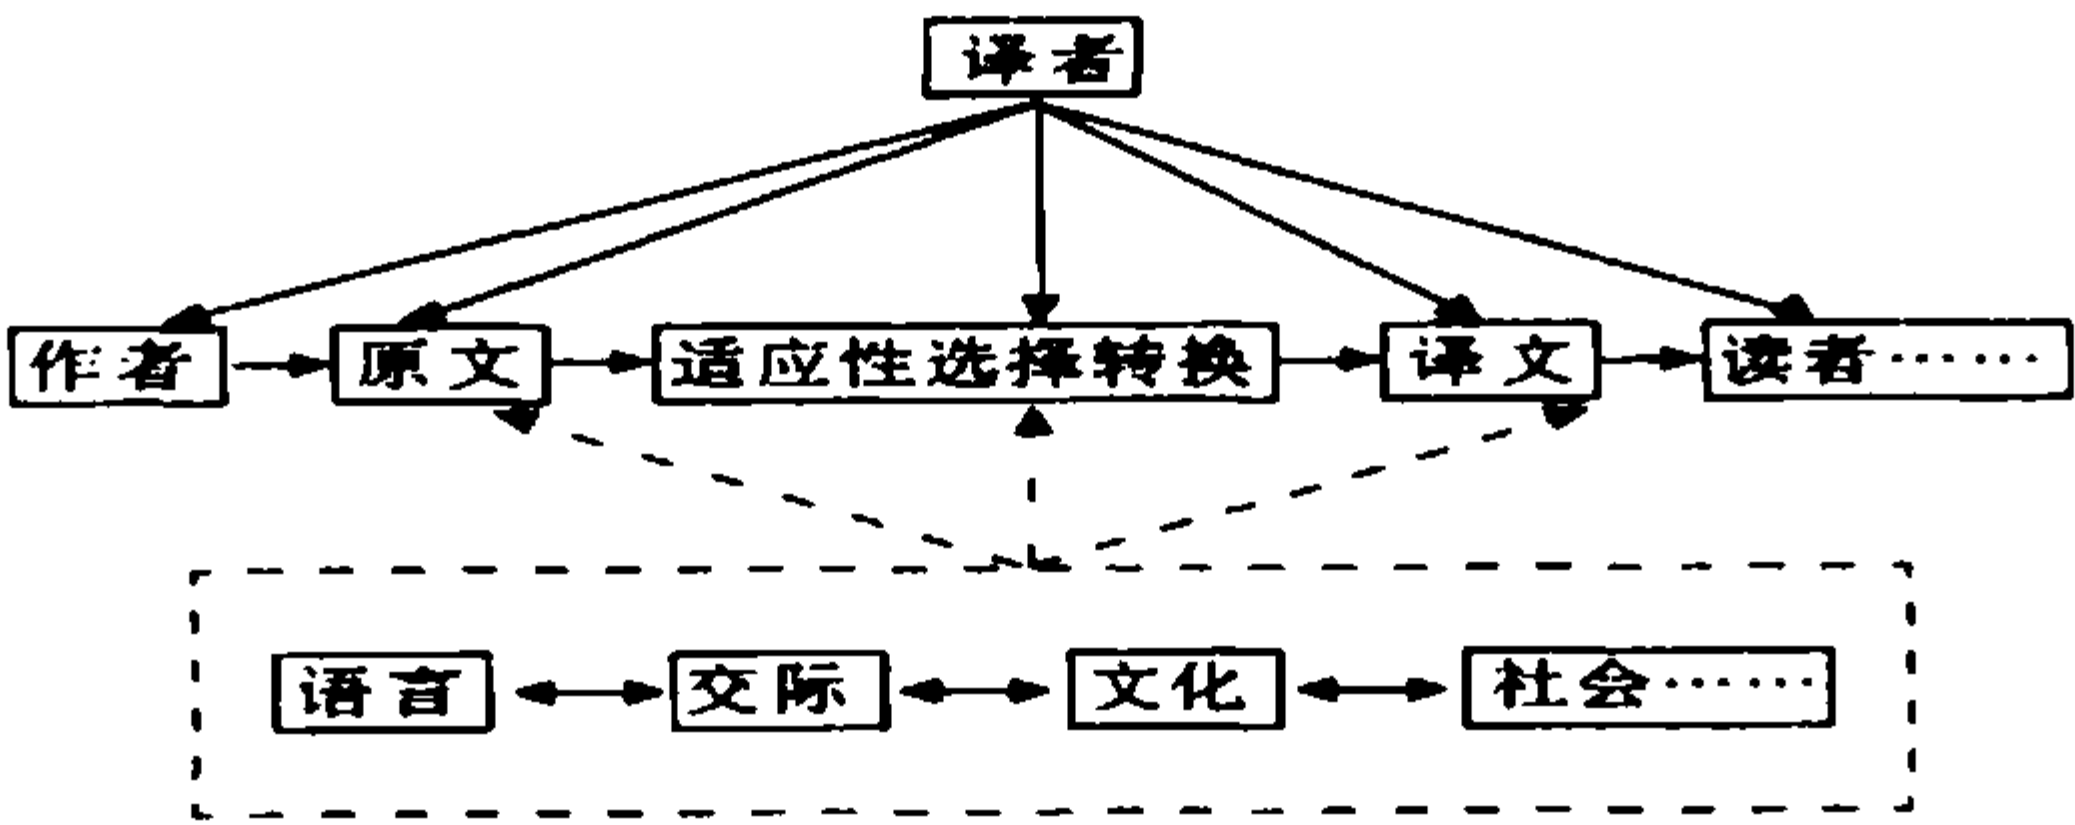 译者
作者 原文 适应性选择转换 译文 读者……
语言 交际 文化 社会……